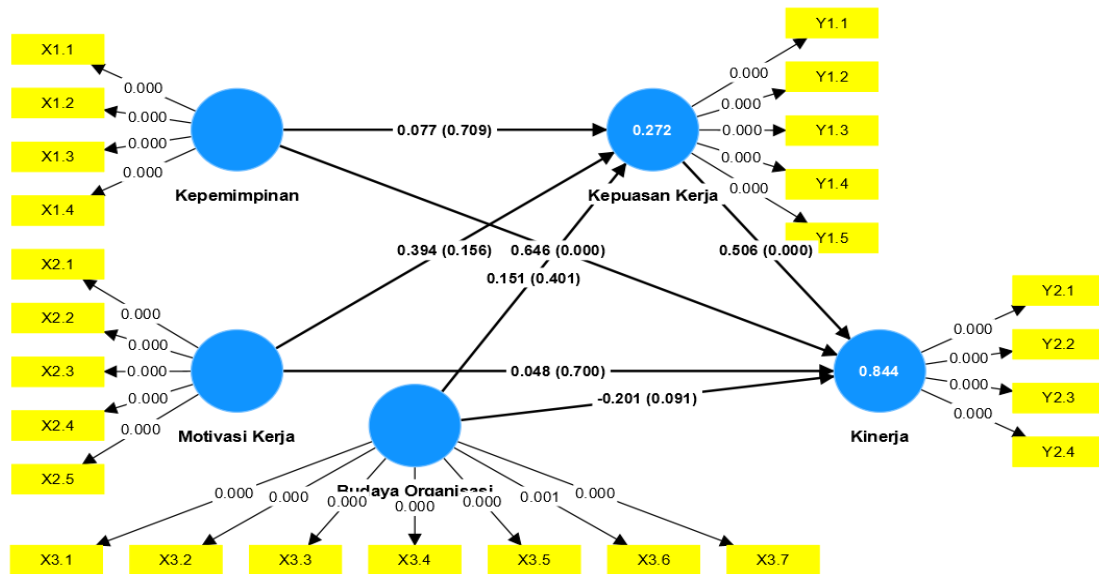 X1.1
X1.2
X1.3
X1.4
0.000
0.000
0.000
0.000
Kepemimpinan
0.077 (0.709)
0.272
Kepuasan Kerja
Y1.1
Y1.2
Y1.3
Y1.4
Y1.5
0.000
0.000
0.000
0.000
0.000
0.394 (0.156)
0.646 (0.000)
0.151 (0.401)
0.506 (0.000)
X2.1
X2.2
X2.3
X2.4
X2.5
0.000
0.000
0.000
0.000
0.000
Motivasi Kerja
0.048 (0.700)
-0.201 (0.091)
0.844
Kinerja
Y2.1
Y2.2
Y2.3
Y2.4
0.000
0.000
0.000
0.000
Budaya Organisasi
0.000
0.000
0.000
0.000
0.000
0.001
0.000
X3.1
X3.2
X3.3
X3.4
X3.5
X3.6
X3.7